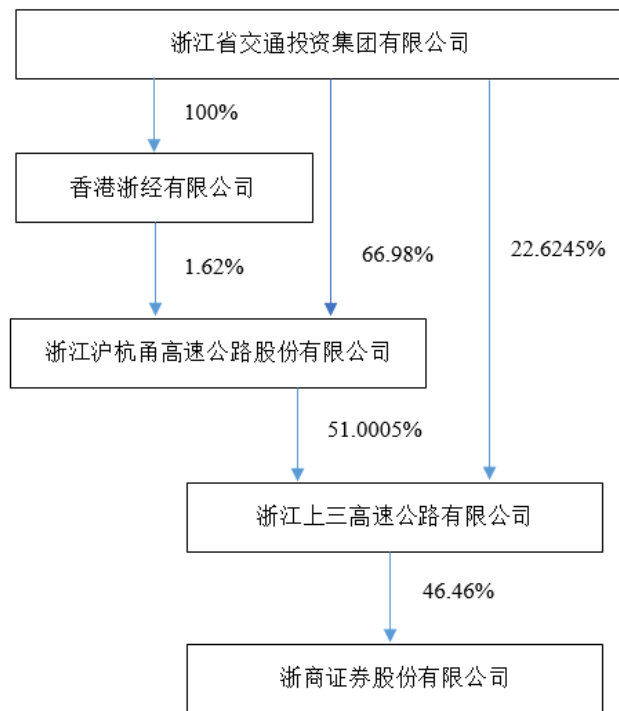 浙江省交通投资集团有限公司
100%
香港浙经有限公司
1.62%
66.98%
22.6245%
浙江沪杭甬高速公路股份有限公司
51.0005%
浙江上三高速公路有限公司
46.46%
浙商证券股份有限公司